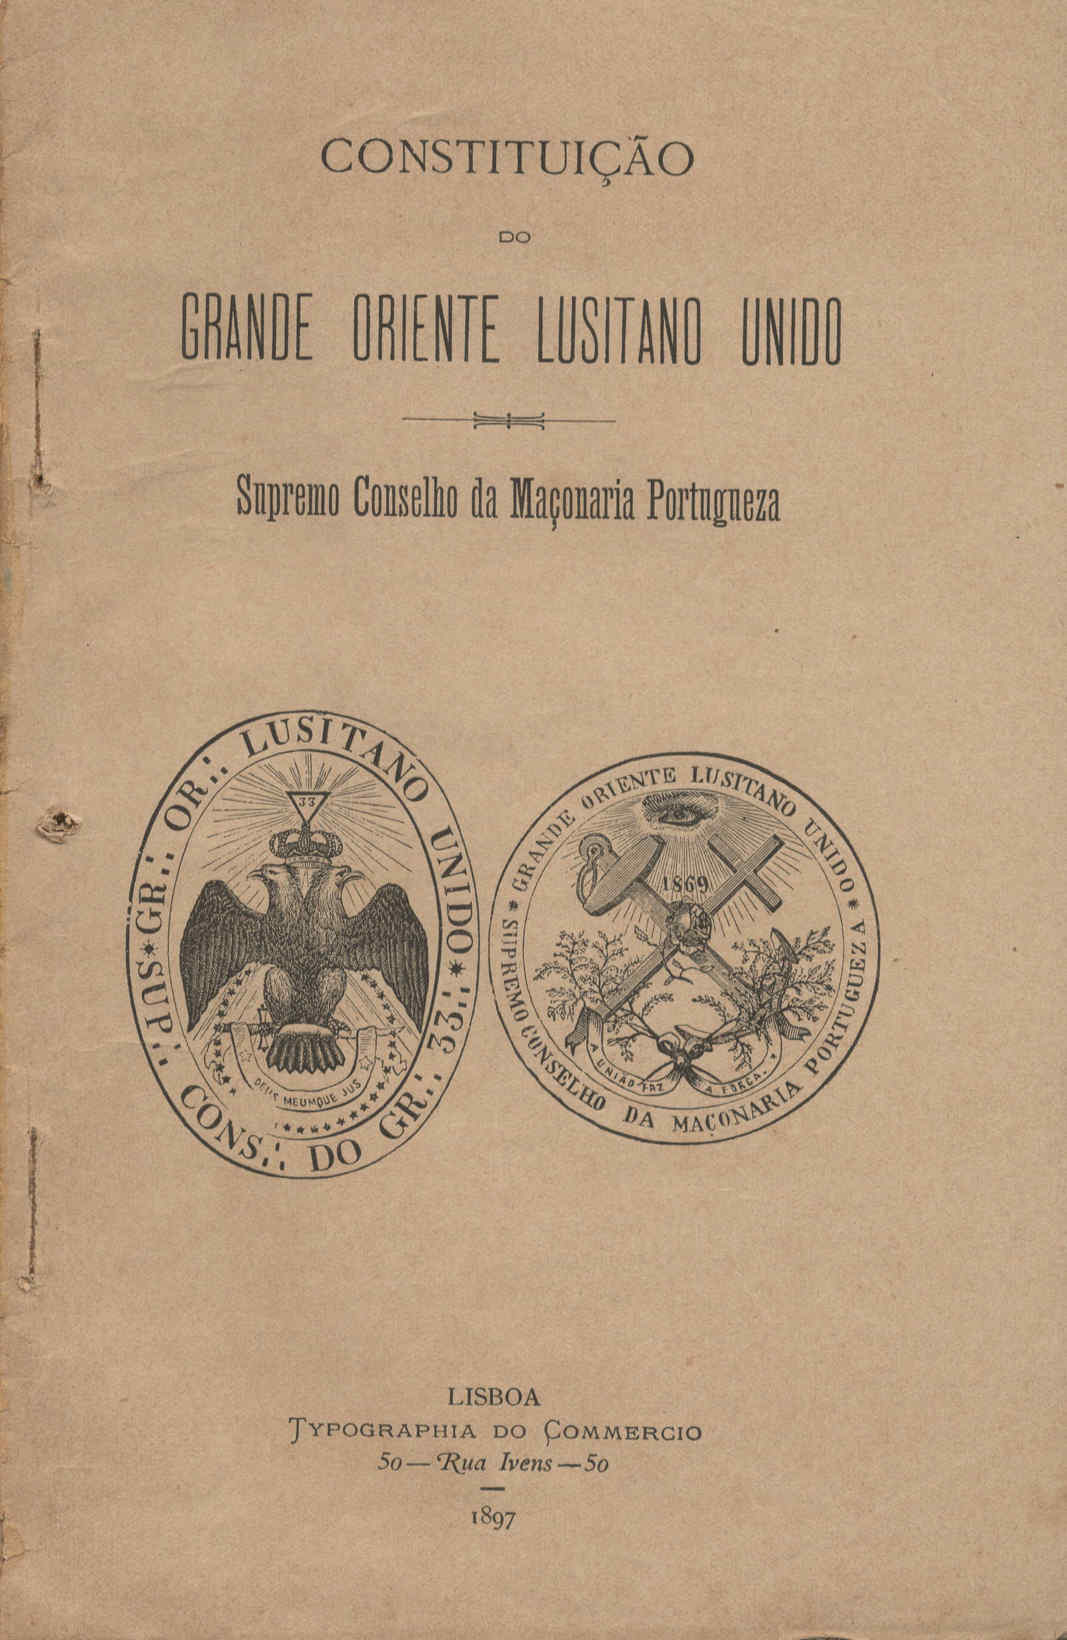 CONSTITUIÇÃO
DO
GRANDE ORIENTE LUSITANO UNIDO
Supremo Conselho da Maçonaria Portugueza
SUP∴ CONS∴ DO GR∴ 33∴ * GR∴ OR∴ LUSITANO UNIDO *
33
DEUS MEUMQUE JUS
* GRANDE ORIENTE LUSITANO UNIDO *
SUPREMO CONSELHO DA MAÇONARIA PORTUGUEZA
1869
A UNIÃO FAZ A FORÇA.
LISBOA
TYPOGRAPHIA DO COMMERCIO
50—Rua Ivens—50
1897